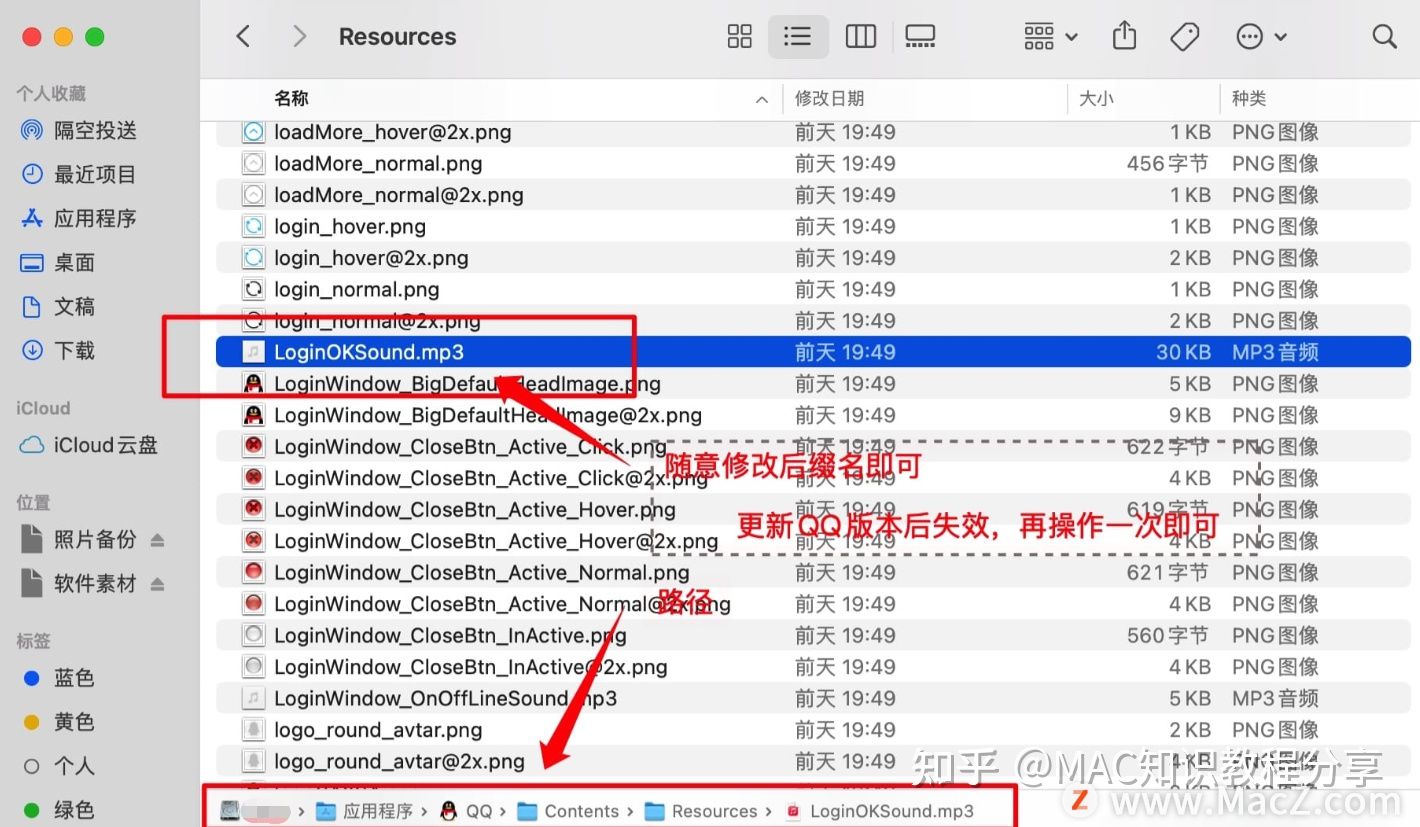 Resources
个人收藏
隔空投送
最近项目
应用程序
桌面
文稿
下载
iCloud
iCloud云盘
位置
照片备份
软件素材
标签
蓝色
黄色
个人
绿色
名称 修改日期 大小 种类
loadMore_hover@2x.png 前天 19:49 1 KB PNG图像
loadMore_normal.png 前天 19:49 456 字节 PNG图像
loadMore_normal@2x.png 前天 19:49 1 KB PNG图像
login_hover.png 前天 19:49 1 KB PNG图像
login_hover@2x.png 前天 19:49 2 KB PNG图像
login_normal.png 前天 19:49 1 KB PNG图像
login_normal@2x.png 前天 19:49 2 KB PNG图像
LoginOKSound.mp3 前天 19:49 30 KB MP3音频
LoginWindow_BigDefaultHeadImage.png 前天 19:49 5 KB PNG图像
LoginWindow_BigDefaultHeadImage@2x.png 前天 19:49 9 KB PNG图像
LoginWindow_CloseBtn_Active_Click.png 前天 19:49 622 字节 PNG图像
随意修改后缀名即可
LoginWindow_CloseBtn_Active_Click@2x.png 前天 19:49 4 KB PNG图像
LoginWindow_CloseBtn_Active_Hover.png 前天 19:49 619 字节 PNG图像
更新QQ版本后失效，再操作一次即可
LoginWindow_CloseBtn_Active_Hover@2x.png 前天 19:49 4 KB PNG图像
LoginWindow_CloseBtn_Active_Normal.png 前天 19:49 621 字节 PNG图像
路径
LoginWindow_CloseBtn_Active_Normal@2x.png 前天 19:49 4 KB PNG图像
LoginWindow_CloseBtn_InActive.png 前天 19:49 560 字节 PNG图像
LoginWindow_CloseBtn_InActive@2x.png 前天 19:49 4 KB PNG图像
LoginWindow_OnOffLineSound.mp3 前天 19:49 5 KB MP3音频
logo_round_avtar.png 前天 19:49 2 KB PNG图像
logo_round_avtar@2x.png 前天 19:49 4 KB PNG图像
知乎 @MAC知识教程分享
应用程序 › QQ › Contents › Resources › LoginOKSound.mp3
Z www.MacZ.com